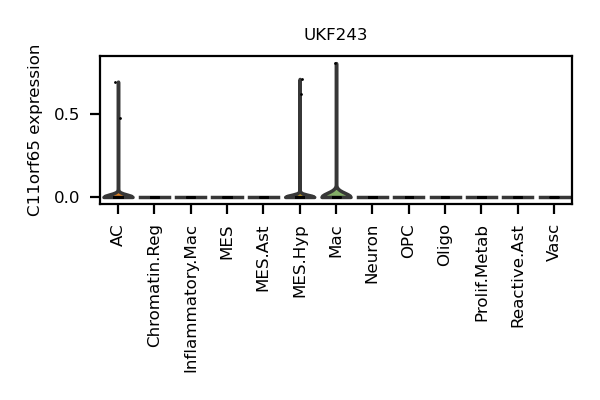 UKF243
C11orf65 expression
0.5
0.0
AC
Chromatin.Reg
Inflammatory.Mac
MES
MES.Ast
MES.Hyp
Mac
Neuron
OPC
Oligo
Prolif.Metab
Reactive.Ast
Vasc